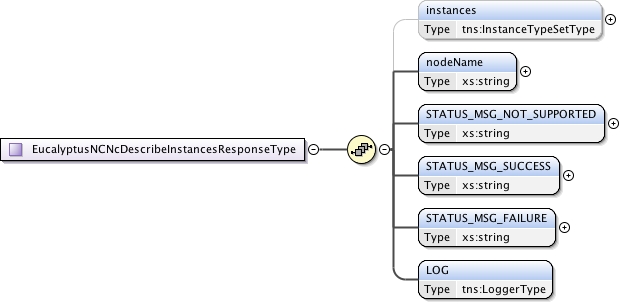 instances
Type tns:InstanceTypeSetType
nodeName
Type xs:string
STATUS_MSG_NOT_SUPPORTED
Type xs:string
EucalyptusNCNcDescribeInstancesResponseType
STATUS_MSG_SUCCESS
Type xs:string
STATUS_MSG_FAILURE
Type xs:string
LOG
Type tns:LoggerType